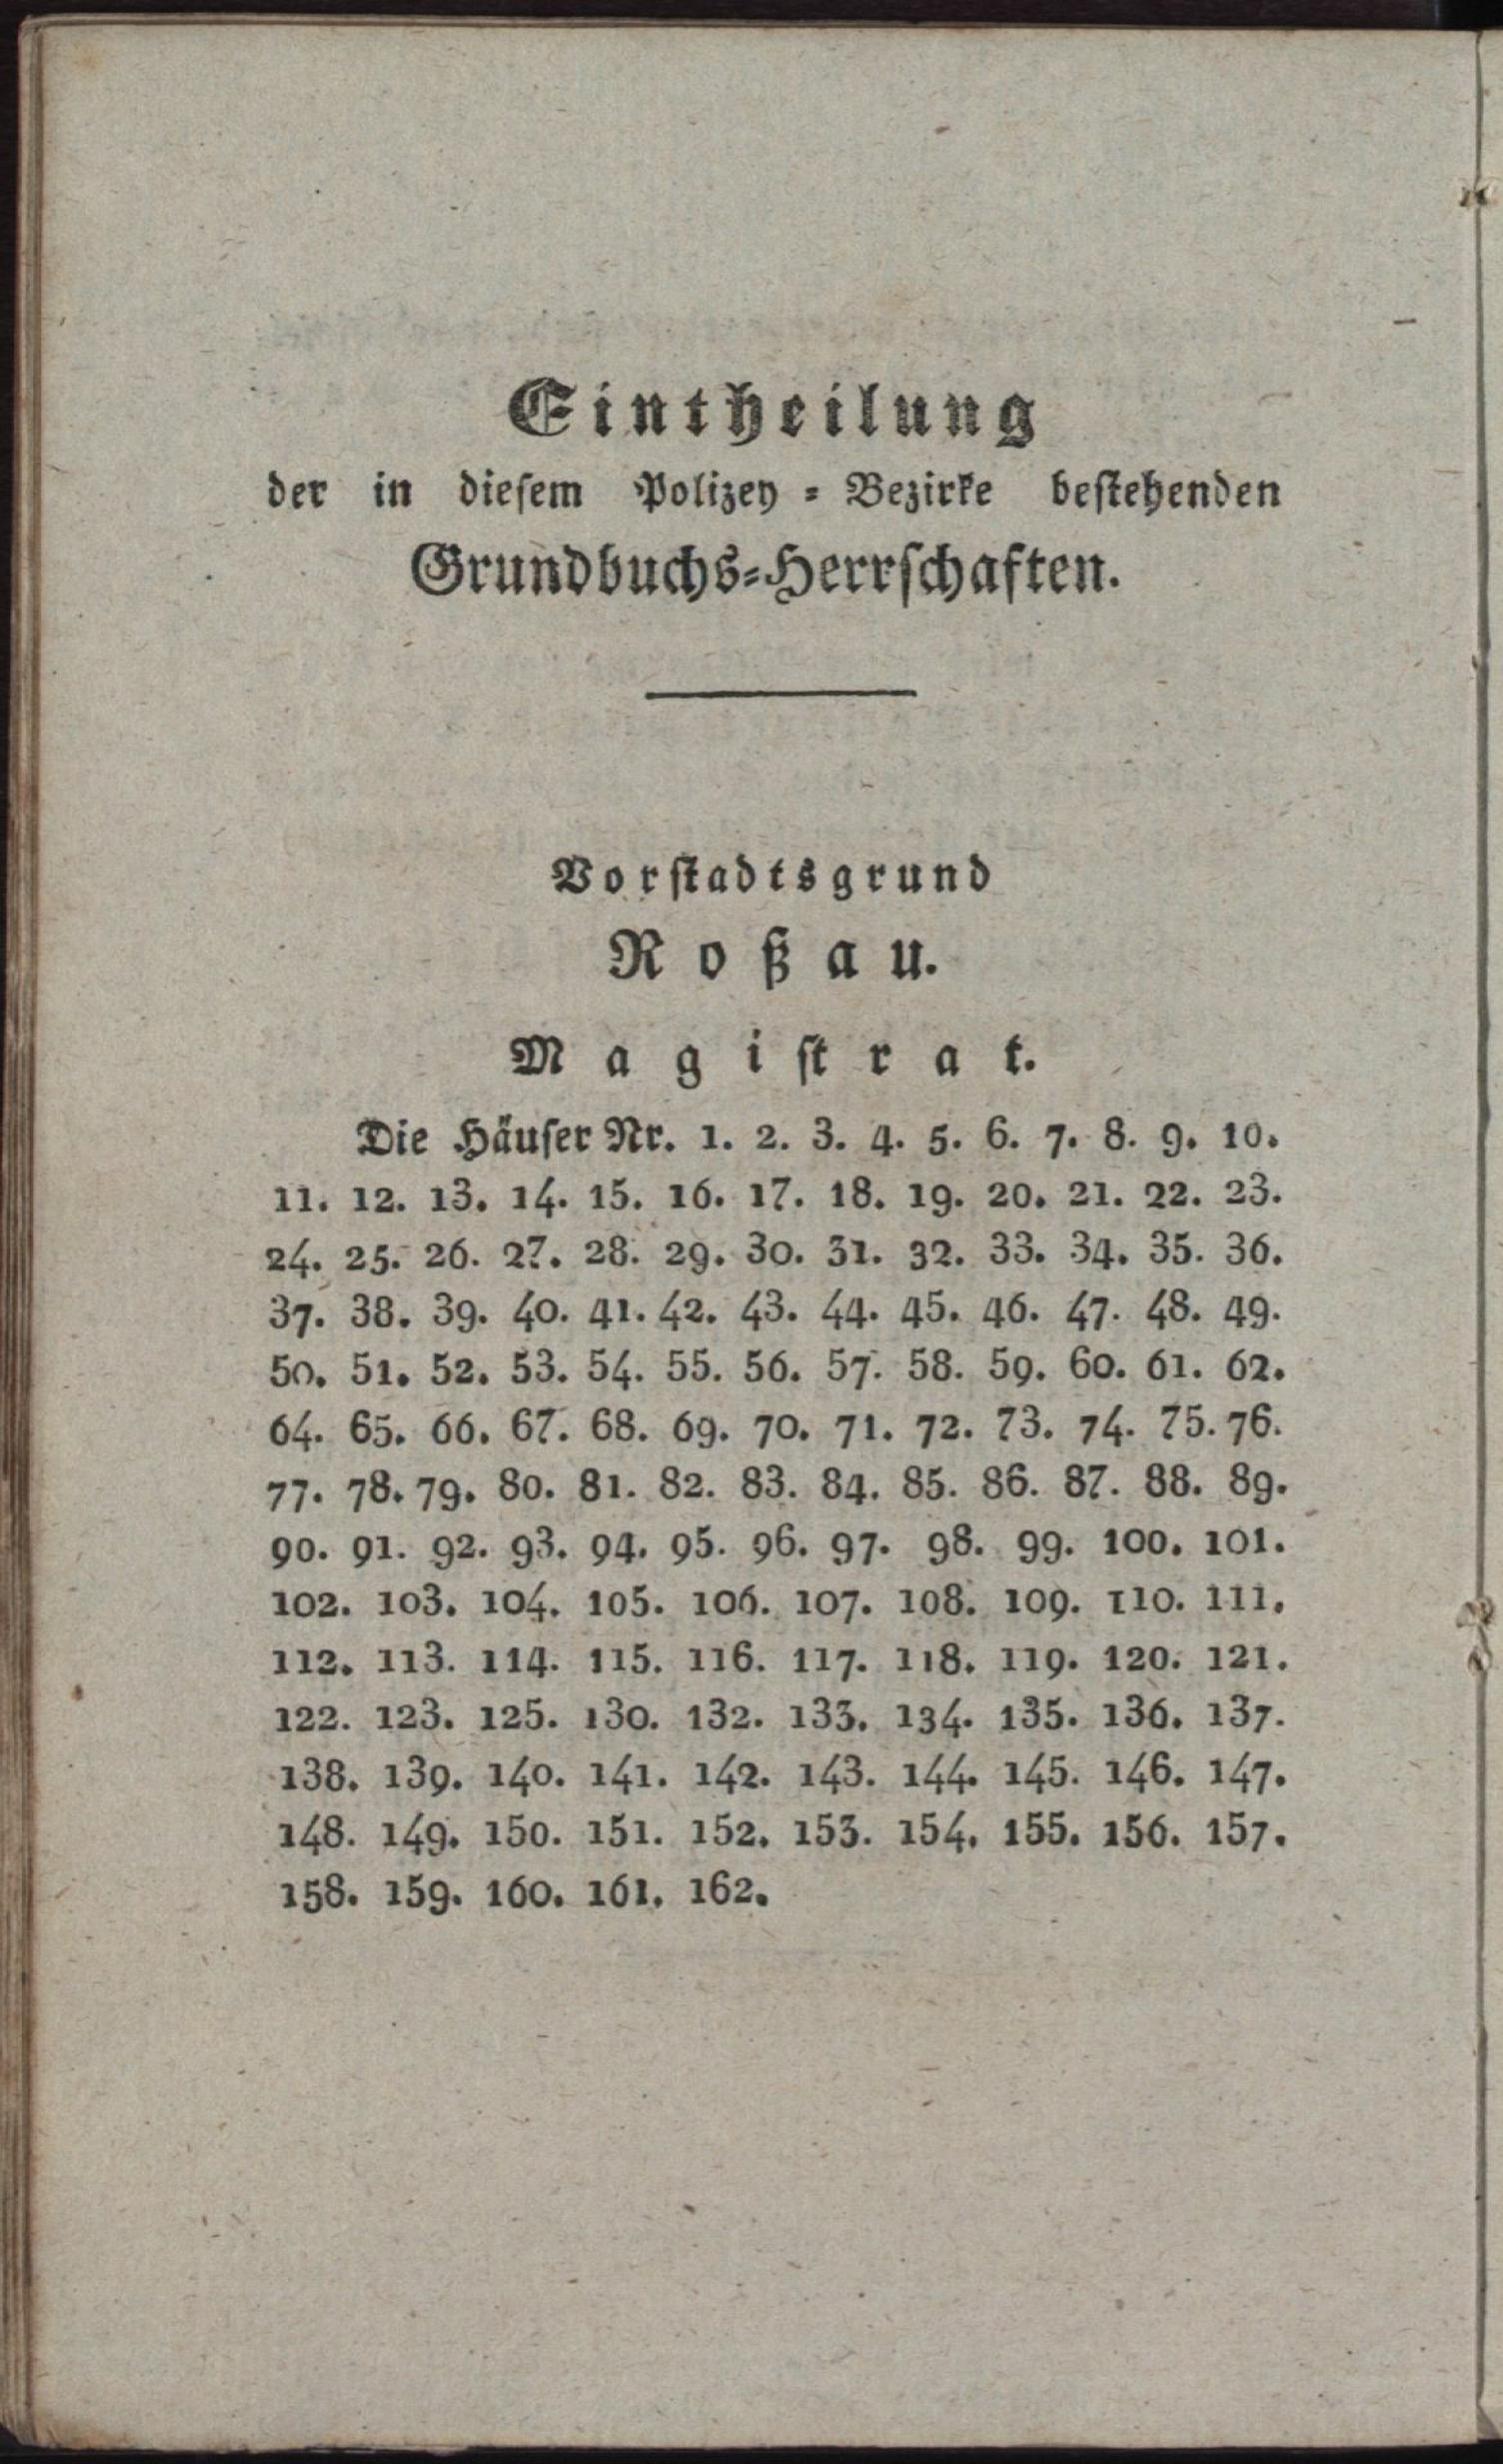 Eintheilung
der in dieſem Polizey = Bezirke beſtehenden
Grundbuchs=Herrſchaften.
Vorſtadtsgrund
Roßau.
Magiſtrat.
Die Häuſer Nr. 1. 2. 3. 4. 5. 6. 7. 8. 9. 10.
11. 12. 13. 14. 15. 16. 17. 18. 19. 20. 21. 22. 23.
24. 25. 26. 27. 28. 29. 30. 31. 32. 33. 34. 35. 36.
37. 38. 39. 40. 41. 42. 43. 44. 45. 46. 47. 48. 49.
50. 51. 52. 53. 54. 55. 56. 57. 58. 59. 60. 61. 62.
64. 65. 66. 67. 68. 69. 70. 71. 72. 73. 74. 75. 76.
77. 78. 79. 80. 81. 82. 83. 84. 85. 86. 87. 88. 89.
90. 91. 92. 93. 94. 95. 96. 97. 98. 99. 100. 101.
102. 103. 104. 105. 106. 107. 108. 109. 110. 111.
112. 113. 114. 115. 116. 117. 118. 119. 120. 121.
122. 123. 125. 130. 132. 133. 134. 135. 136. 137.
138. 139. 140. 141. 142. 143. 144. 145. 146. 147.
148. 149. 150. 151. 152. 153. 154. 155. 156. 157.
158. 159. 160. 161. 162.